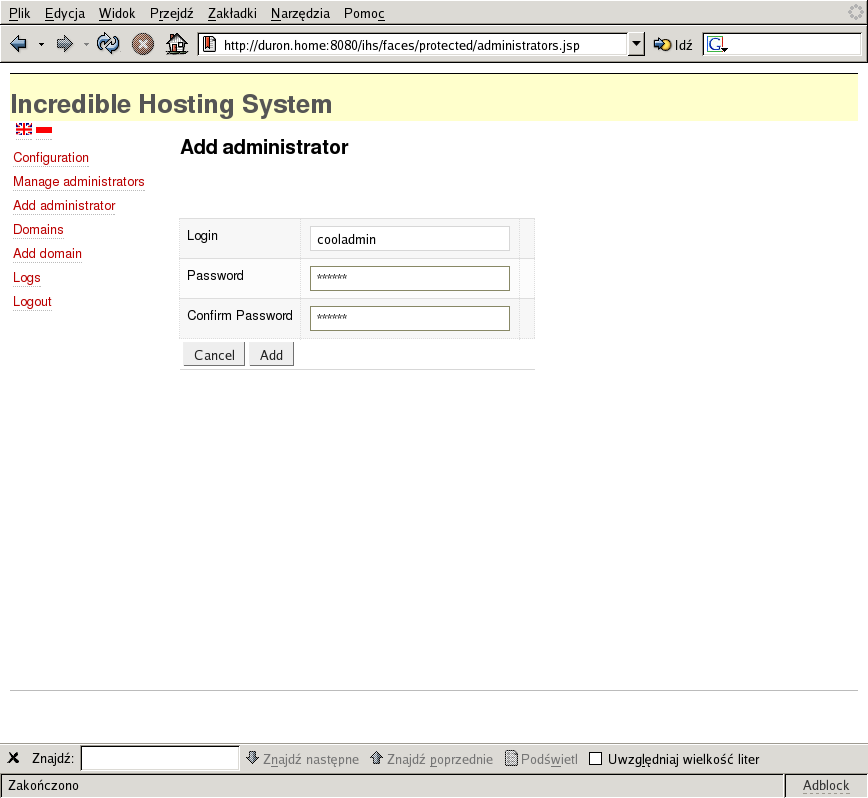 Plik Edycja Widok Przejdź Zakładki Narzędzia Pomoc
http://duron.home:8080/ihs/faces/protected/administrators.jsp Idź G
Incredible Hosting System
Add administrator
Configuration
Manage administrators
Add administrator
Domains
Add domain
Logs
Logout
Login cooladmin
Password ******
Confirm Password ******
Cancel Add
Znajdź: Znajdź następne Znajdź poprzednie Podświetl Uwzględniaj wielkość liter
Zakończono Adblock